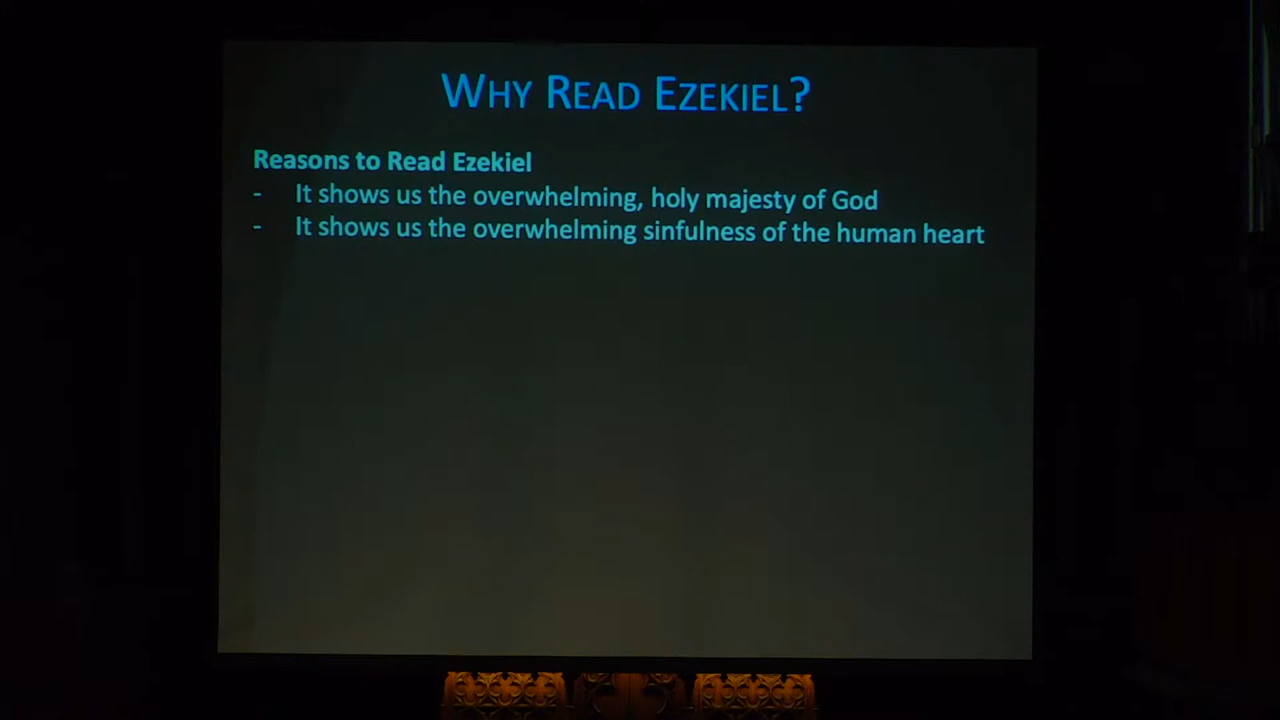 WHY READ EZEKIEL?
Reasons to Read Ezekiel
- It shows us the overwhelming, holy majesty of God
- It shows us the overwhelming sinfulness of the human heart